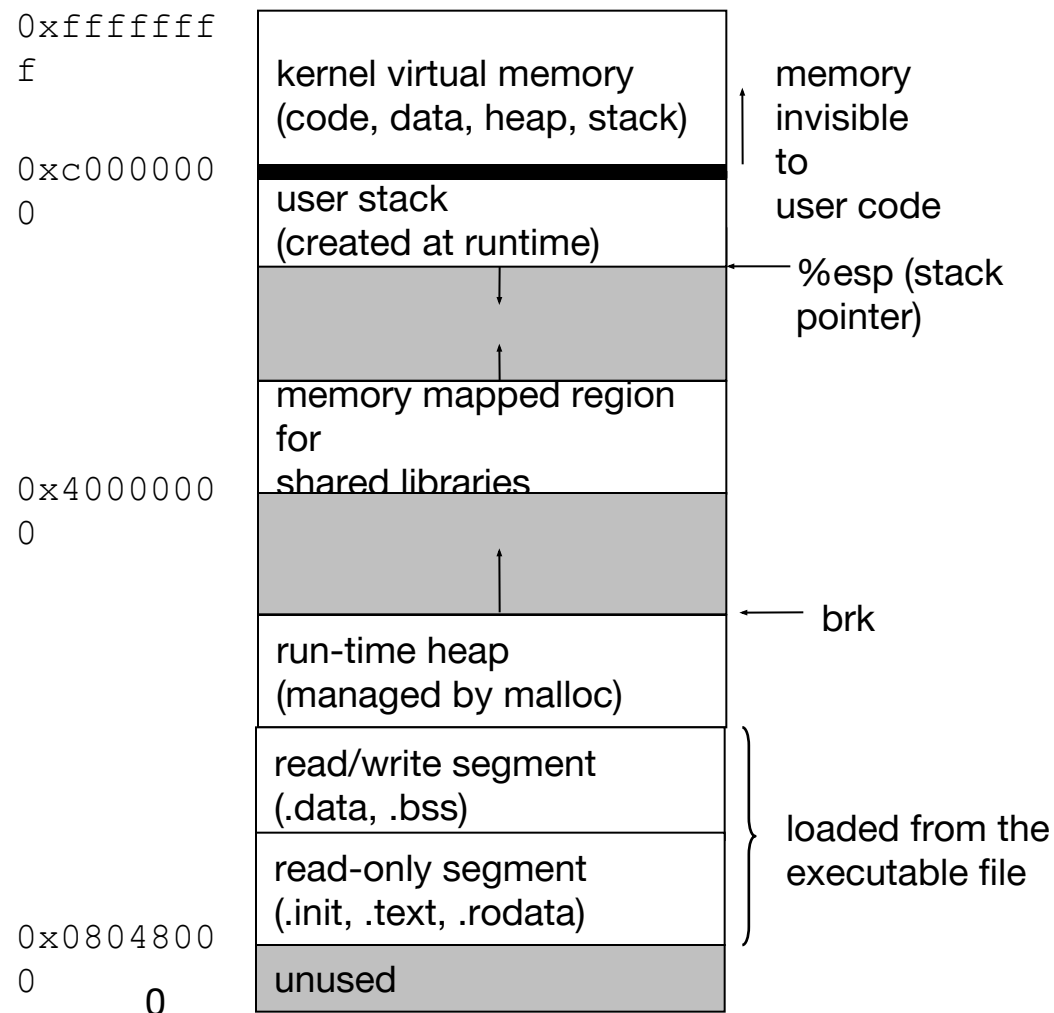 0xfffffff
f
kernel virtual memory
(code, data, heap, stack)
memory
invisible
to
user code
0xc000000
0
user stack
(created at runtime)
%esp (stack
pointer)
memory mapped region
for
shared libraries
0x4000000
0
brk
run-time heap
(managed by malloc)
read/write segment
(.data, .bss)
loaded from the
executable file
read-only segment
(.init, .text, .rodata)
0x0804800
0
0
unused